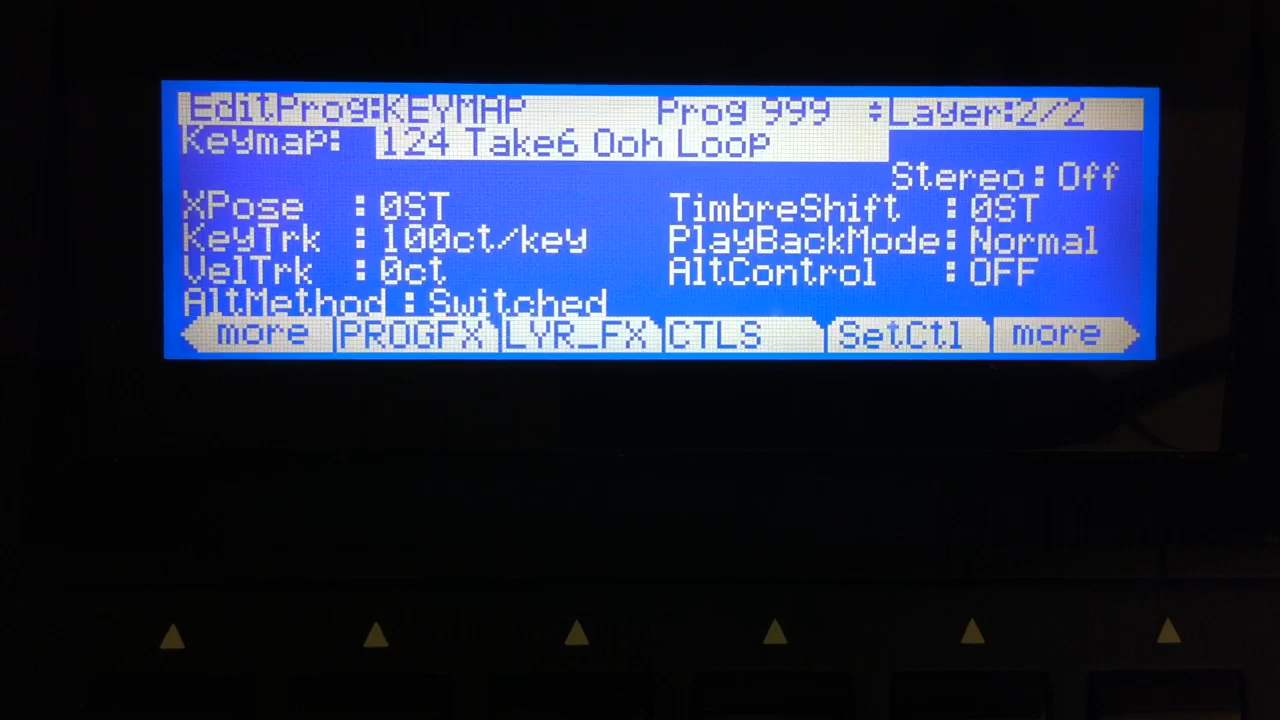 EditProg:KEYMAP Prog 999 Layer:2/2
Keymap: 124 Take6 Ooh Loop
Stereo:Off
XPose :0ST TimbreShift :0ST
KeyTrk :100ct/key PlayBackMode:Normal
VelTrk :0ct AltControl :OFF
AltMethod :Switched
more PROGFX LYR_FX CTLS SetCtl more